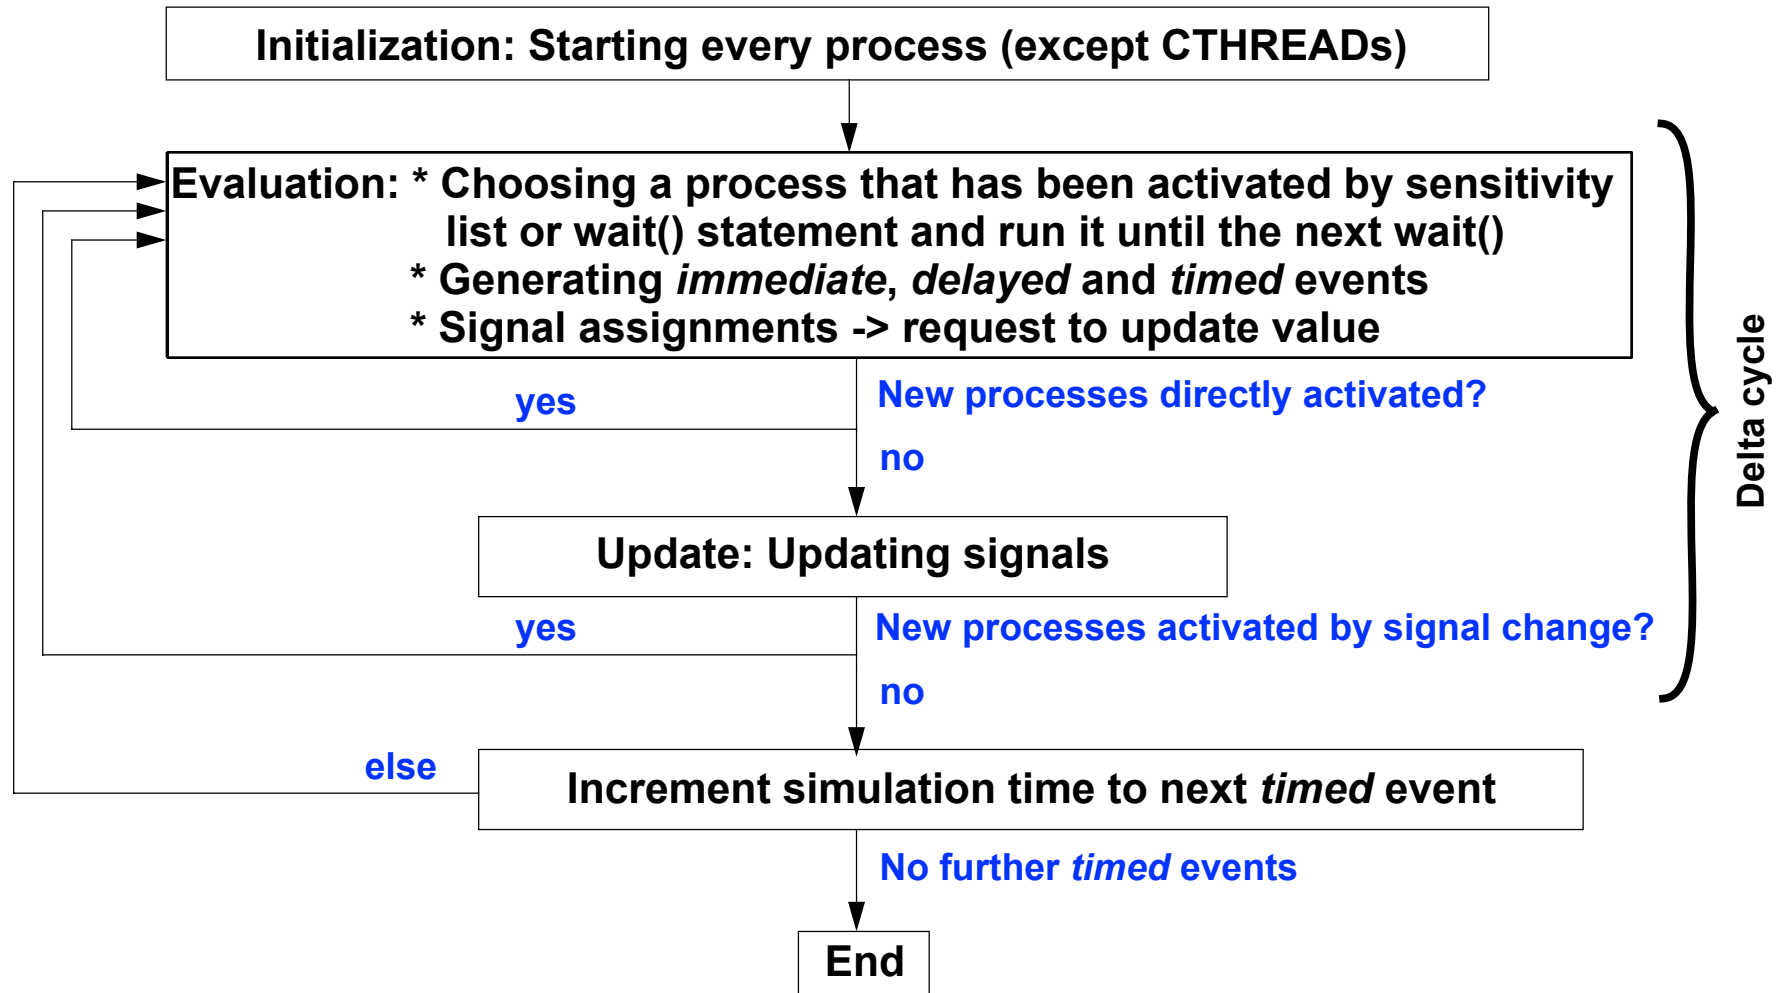 Initialization: Starting every process (except CTHREADs)
Evaluation: * Choosing a process that has been activated by sensitivity
list or wait() statement and run it until the next wait()
* Generating immediate, delayed and timed events
* Signal assignments -> request to update value
yes
New processes directly activated?
no
Update: Updating signals
yes
New processes activated by signal change?
no
else
Increment simulation time to next timed event
No further timed events
End
Delta cycle